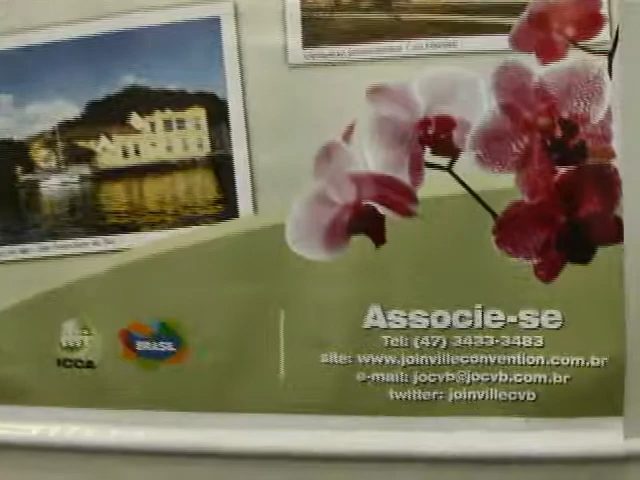 Associe-se
Tel: (47) 3433-3483
site: www.joinvilleconvention.com.br
e-mail: jocvb@jocvb.com.br
twitter: joinvillecvb
ICCA
BRASIL